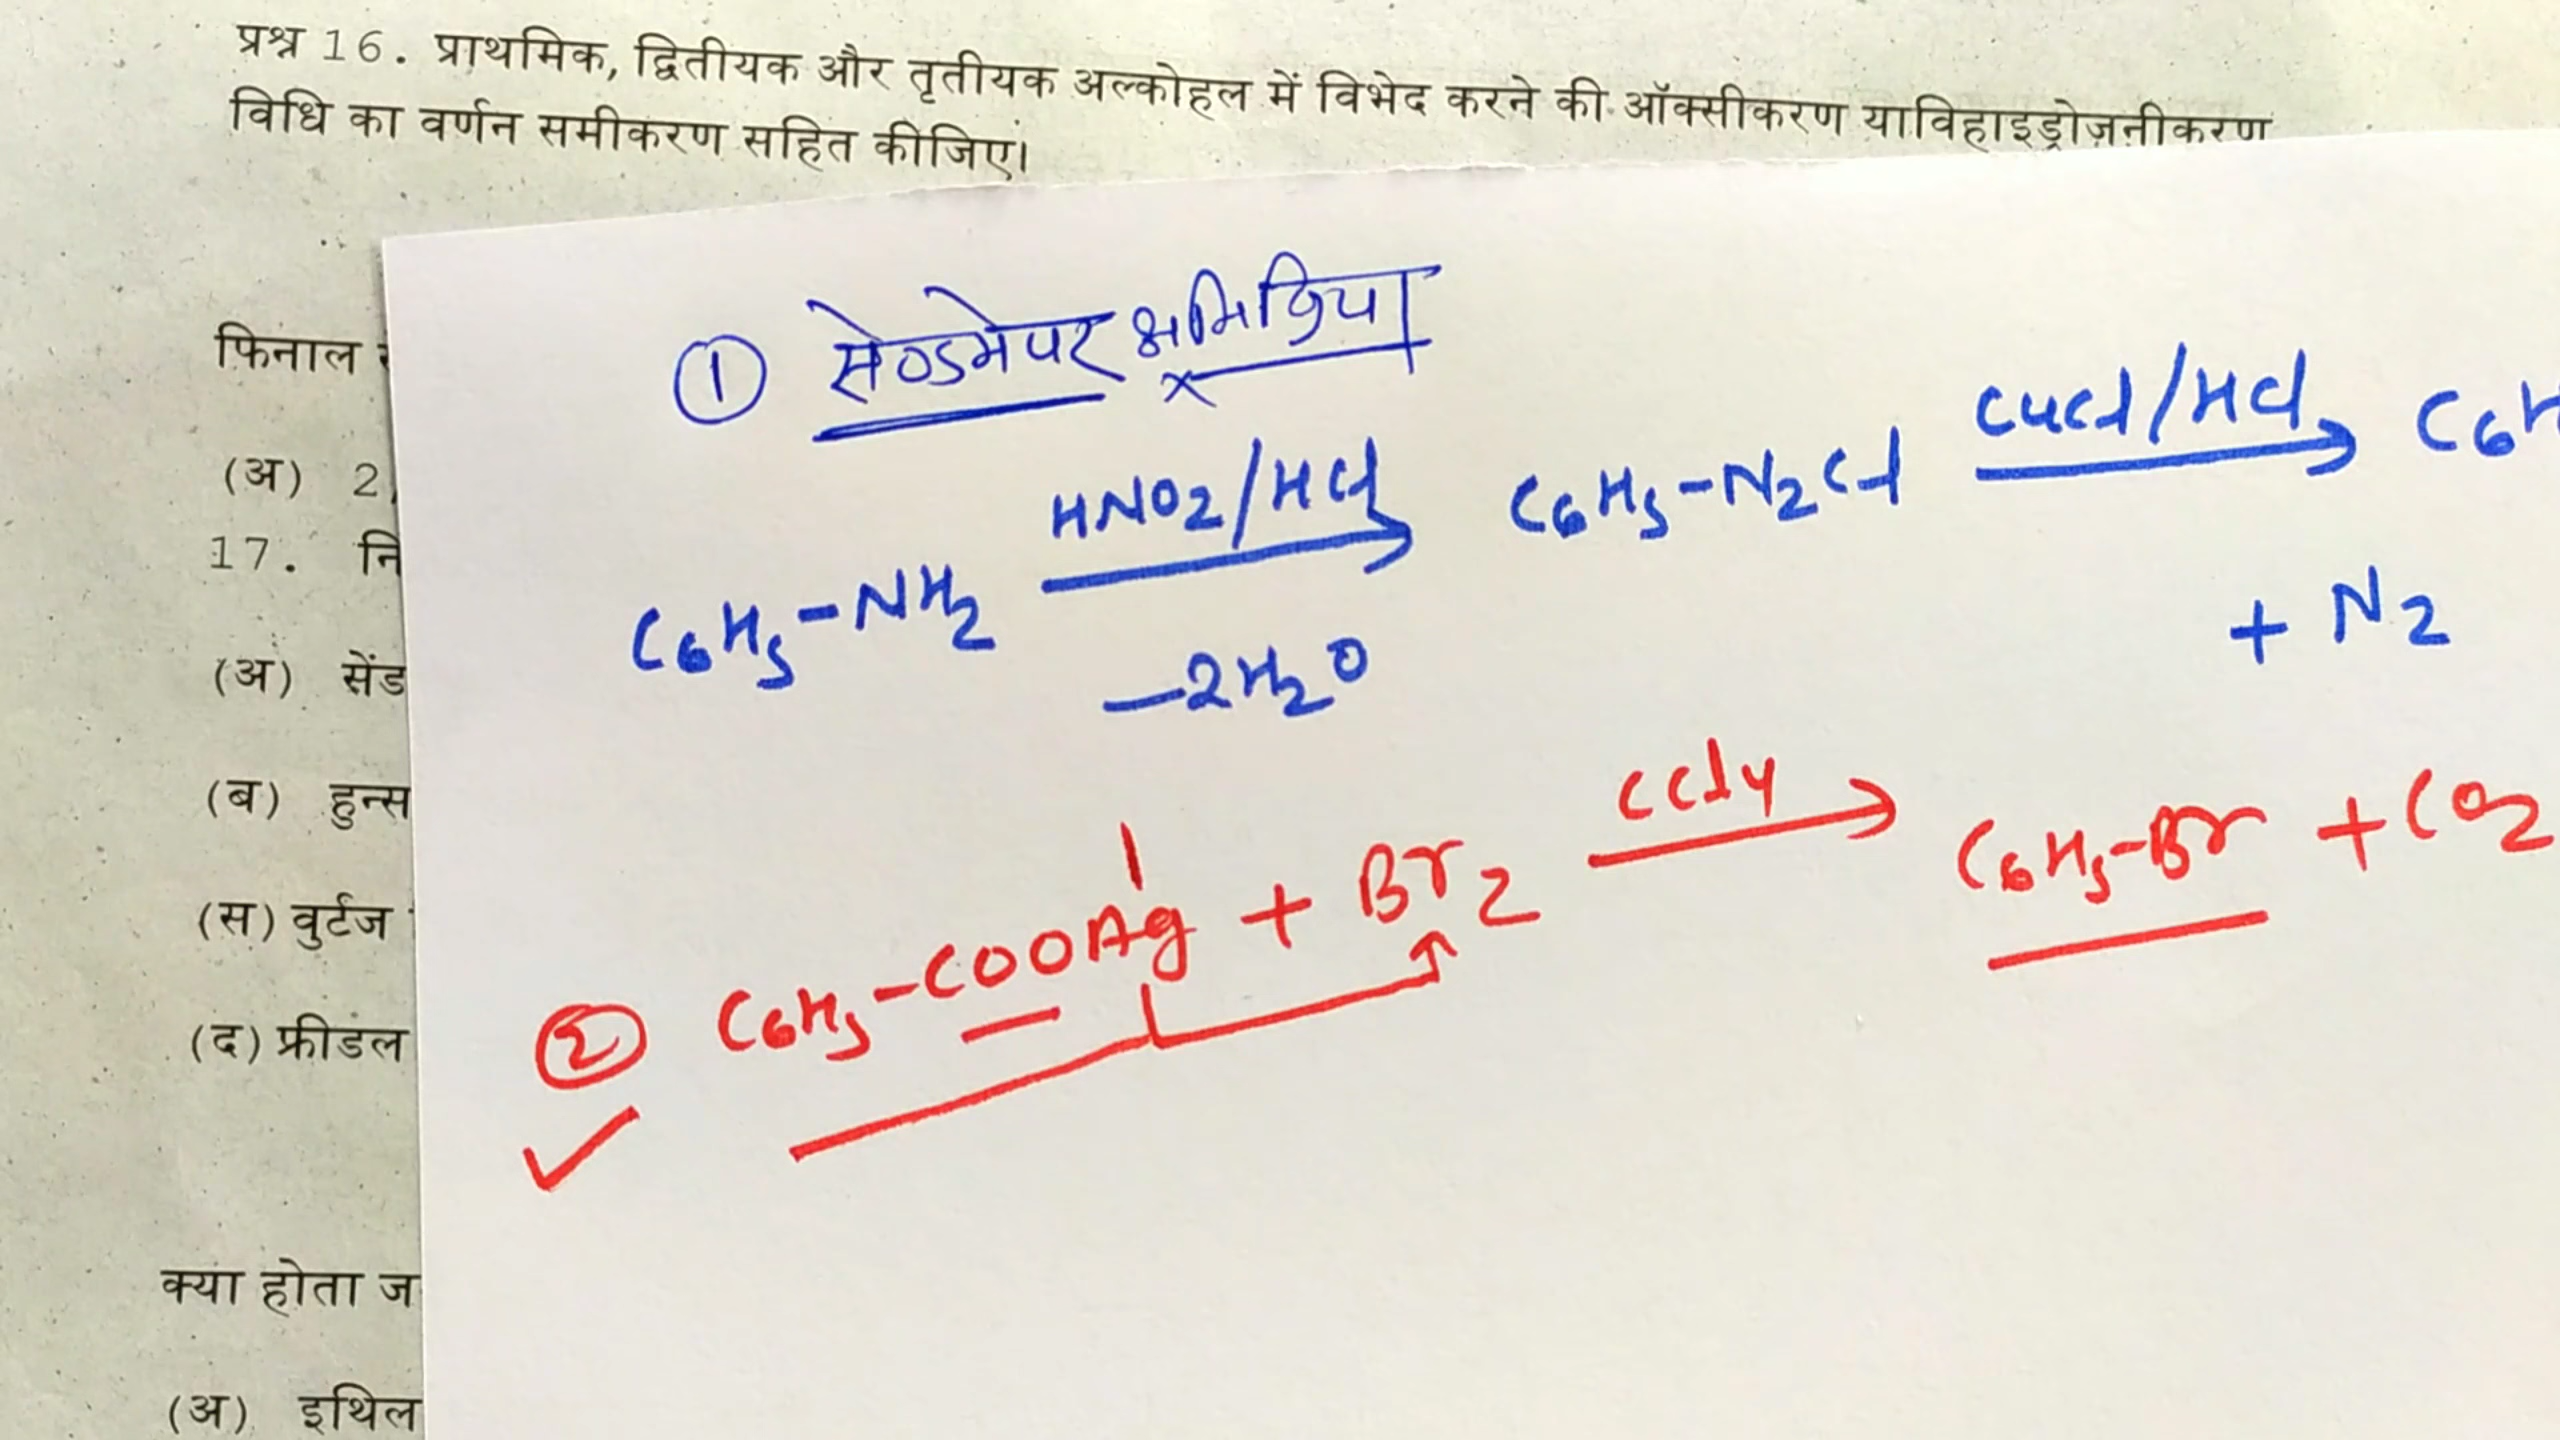 प्रश्न 16. प्राथमिक, द्वितीयक और तृतीयक अल्कोहल में विभेद करने की ऑक्सीकरण याविहाइड्रोज़नीकरण
विधि का वर्णन समीकरण सहित कीजिए।
① सेण्डमेयर अभिक्रिया
HNO2/HCl
CuCl/HCl
C6H5-NH2 → C6H5-N2Cl → C6H
-2H2O
+ N2
CCl4
② C6H5-COOAg + Br2 → C6H5-Br + CO2
फिनाल
(अ) 2,
17. नि
(अ) सेंड
(ब) हुन्स
(स) वुर्टज
(द) फ्रीडल
क्या होता ज
(अ) इथिल